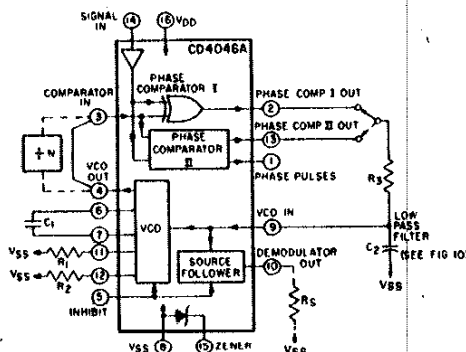 SIGNAL IN 14
16 VDD
CD4046A
PHASE COMPARATOR I
COMPARATOR IN
3
2
PHASE COMP I OUT
PHASE COMPARATOR II
13
PHASE COMP II OUT
÷ N
1
PHASE PULSES
VCO OUT
4
R3
6
C1
7
VCO
VCO IN
9
LOW PASS FILTER
(SEE FIG 10)
C2
VSS
VSS
R1
11
VSS
R2
12
SOURCE FOLLOWER
DEMODULATOR OUT
10
5
INHIBIT
RS
VSS
8
15
ZENER
VSS